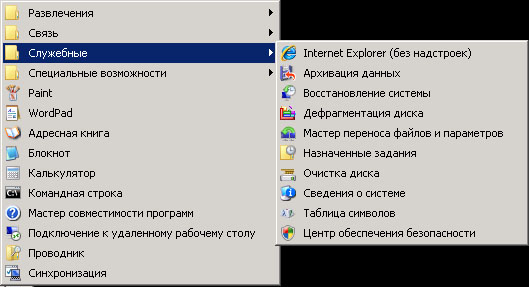 Развлечения
Связь
Служебные
Специальные возможности
Paint
WordPad
Адресная книга
Блокнот
Калькулятор
Командная строка
Мастер совместимости программ
Подключение к удаленному рабочему столу
Проводник
Синхронизация
Internet Explorer (без надстроек)
Архивация данных
Восстановление системы
Дефрагментация диска
Мастер переноса файлов и параметров
Назначенные задания
Очистка диска
Сведения о системе
Таблица символов
Центр обеспечения безопасности